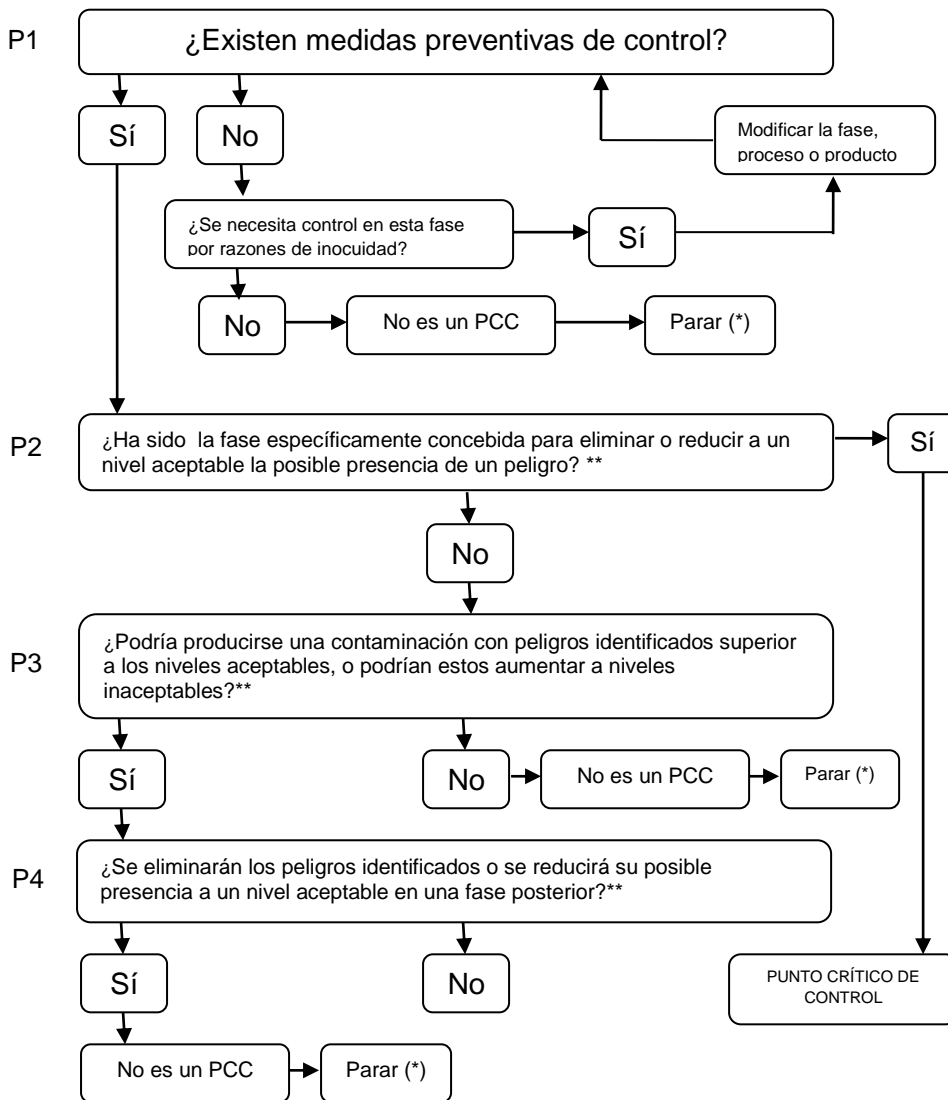 P1
¿Existen medidas preventivas de control?
Sí
No
Modificar la fase,
proceso o producto
¿Se necesita control en esta fase
por razones de inocuidad?
Sí
No
No es un PCC
Parar (*)
P2
¿Ha sido la fase específicamente concebida para eliminar o reducir a un
nivel aceptable la posible presencia de un peligro? **
Sí
No
P3
¿Podría producirse una contaminación con peligros identificados superior
a los niveles aceptables, o podrían estos aumentar a niveles
inaceptables?**
Sí
No
No es un PCC
Parar (*)
P4
¿Se eliminarán los peligros identificados o se reducirá su posible
presencia a un nivel aceptable en una fase posterior?**
Sí
No
PUNTO CRÍTICO DE
CONTROL
No es un PCC
Parar (*)